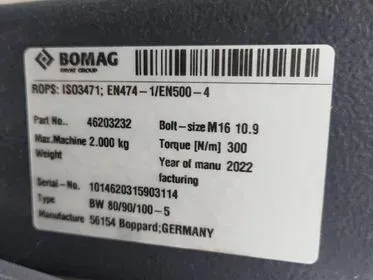 BOMAG
FAYAT GROUP
ROPS: ISO3471; EN474-1/EN500-4
Part No.. 46203232 Bolt-size M16 10.9
Max. Machine 2.000 kg Torque [N/m] 300
Weight Year of manu 2022
facturing
Serial-No. 1014620315903114
Type BW 80/90/100-5
Manufacture 56154 Boppard;GERMANY